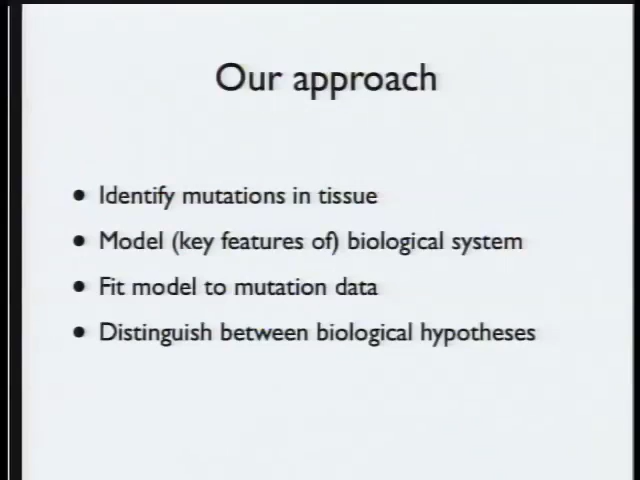 Our approach
• Identify mutations in tissue
• Model (key features of) biological system
• Fit model to mutation data
• Distinguish between biological hypotheses